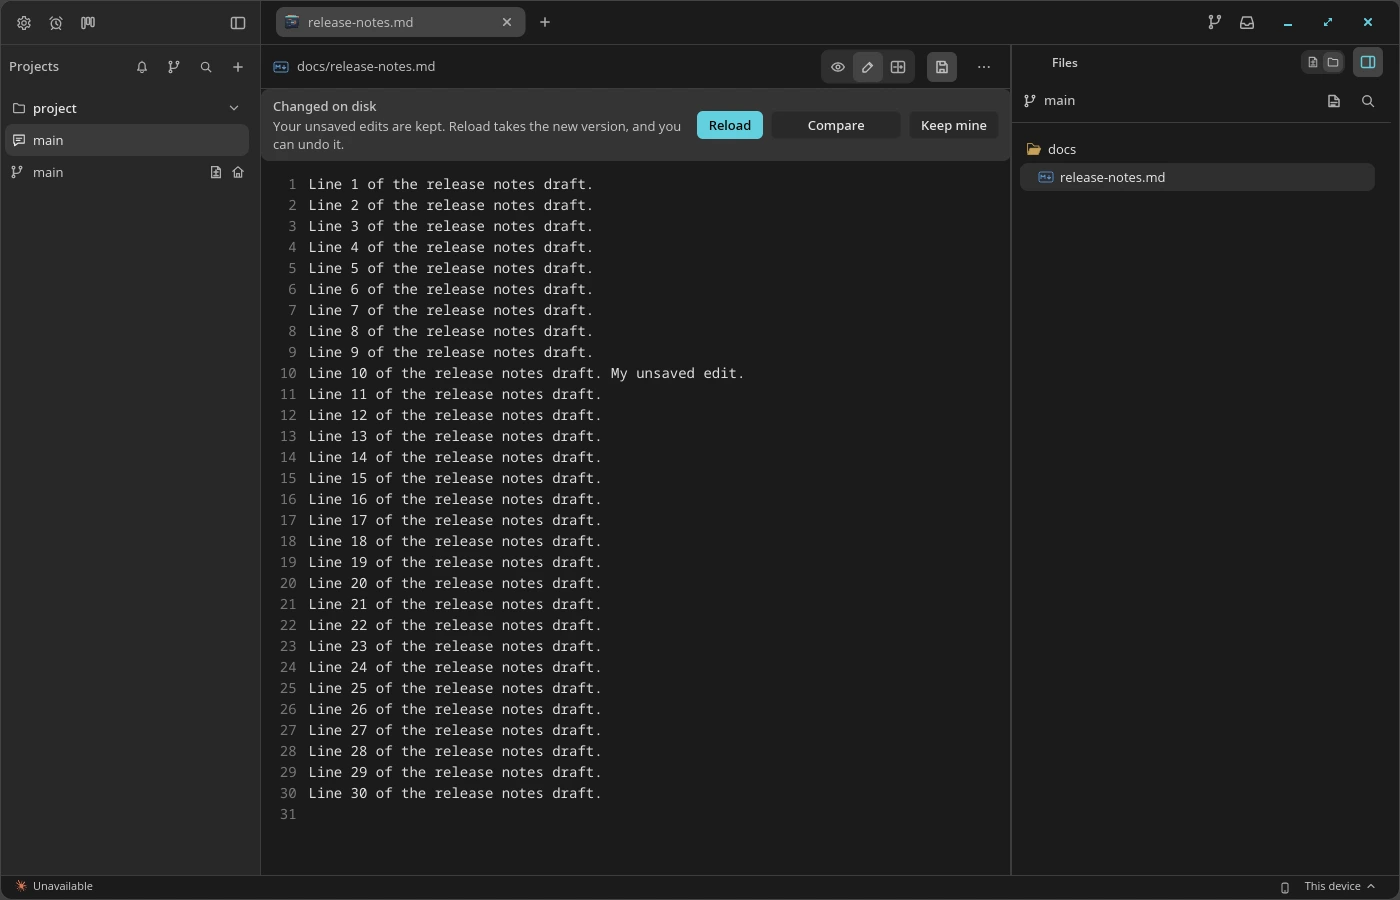 release-notes.md
Projects
docs/release-notes.md
Files
project
main
main
Changed on disk
Your unsaved edits are kept. Reload takes the new version, and you
can undo it.
Reload
Compare
Keep mine
main
docs
release-notes.md
1 Line 1 of the release notes draft.
2 Line 2 of the release notes draft.
3 Line 3 of the release notes draft.
4 Line 4 of the release notes draft.
5 Line 5 of the release notes draft.
6 Line 6 of the release notes draft.
7 Line 7 of the release notes draft.
8 Line 8 of the release notes draft.
9 Line 9 of the release notes draft.
10 Line 10 of the release notes draft. My unsaved edit.
11 Line 11 of the release notes draft.
12 Line 12 of the release notes draft.
13 Line 13 of the release notes draft.
14 Line 14 of the release notes draft.
15 Line 15 of the release notes draft.
16 Line 16 of the release notes draft.
17 Line 17 of the release notes draft.
18 Line 18 of the release notes draft.
19 Line 19 of the release notes draft.
20 Line 20 of the release notes draft.
21 Line 21 of the release notes draft.
22 Line 22 of the release notes draft.
23 Line 23 of the release notes draft.
24 Line 24 of the release notes draft.
25 Line 25 of the release notes draft.
26 Line 26 of the release notes draft.
27 Line 27 of the release notes draft.
28 Line 28 of the release notes draft.
29 Line 29 of the release notes draft.
30 Line 30 of the release notes draft.
31
Unavailable
This device